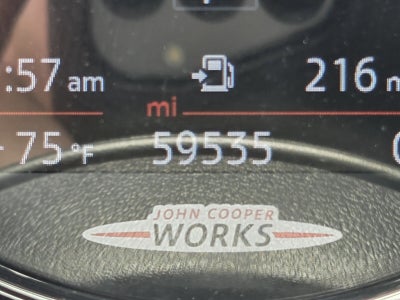 :57 am 216 m
mi
75 °F 59535
JOHN COOPER
WORKS